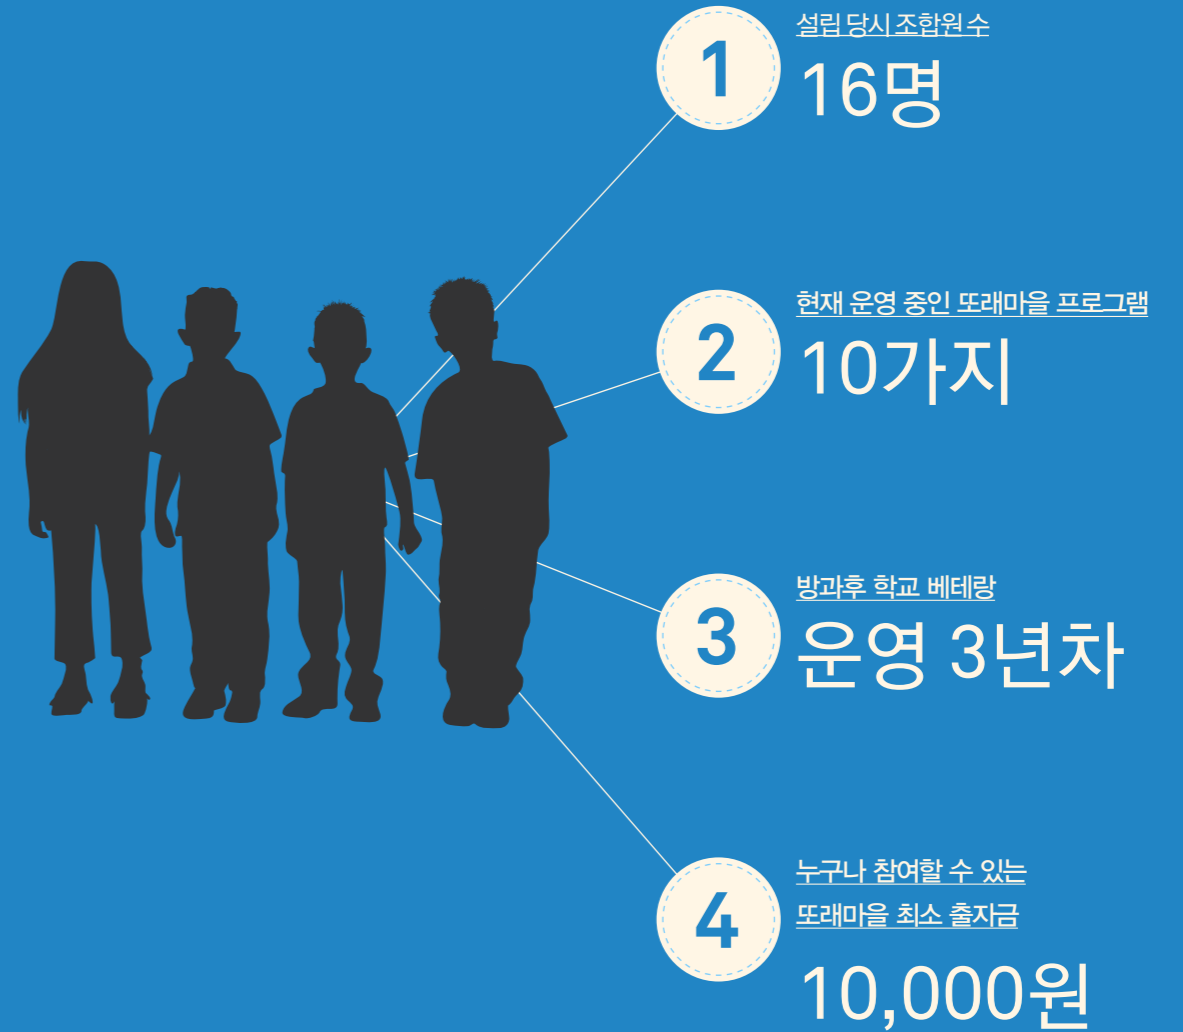 1
설립 당시 조합원 수
16명
2
현재 운영 중인 또래마을 프로그램
10가지
3
방과후 학교 베테랑
운영 3년차
4
누구나 참여할 수 있는
또래마을 최소 출자금
10,000원